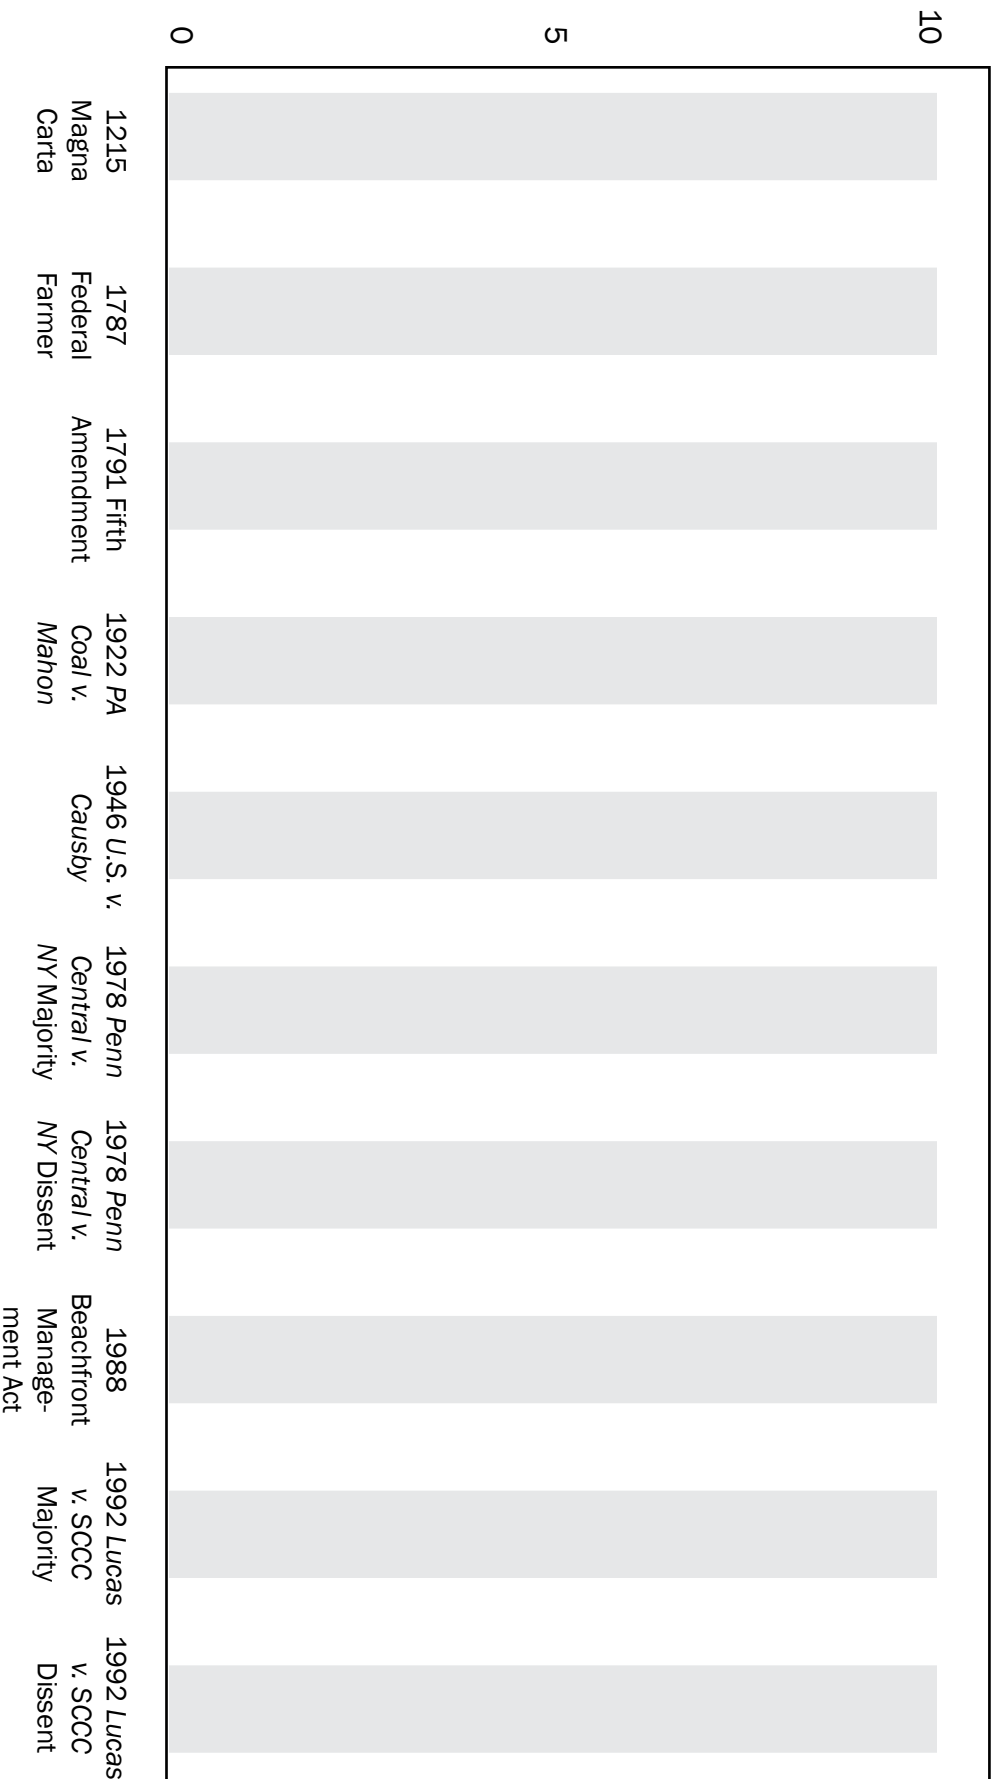 10
5
0
1215
Magna
Carta
1787
Federal
Farmer
1791 Fifth
Amendment
1922 PA
Coal v.
Mahon
1946 U.S. v.
Causby
1978 Penn
Central v.
NY Majority
1978 Penn
Central v.
NY Dissent
1988
Beachfront
Manage-
ment Act
1992 Lucas
v. SCCC
Majority
1992 Lucas
v. SCCC
Dissent